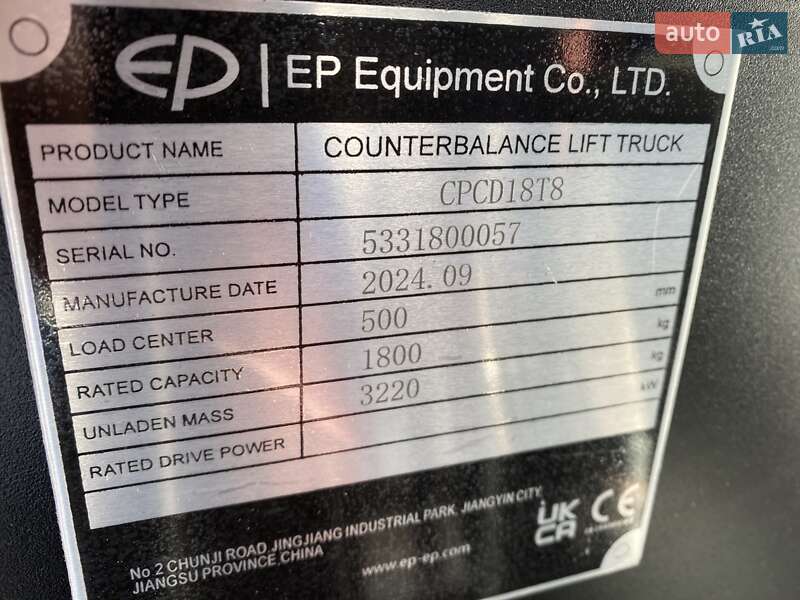 auto RIA
.com
EP | EP Equipment Co., LTD.
PRODUCT NAME COUNTERBALANCE LIFT TRUCK
MODEL TYPE CPCD18T8
SERIAL NO. 5331800057
MANUFACTURE DATE 2024.09
LOAD CENTER 500 mm
RATED CAPACITY 1800 kg
UNLADEN MASS 3220 kg
RATED DRIVE POWER kW
No.2 CHUNJI ROAD,JINGJIANG INDUSTRIAL PARK, JIANGYIN CITY,
JIANGSU PROVINCE,CHINA
www.ep-ep.com
UK
CA
CE